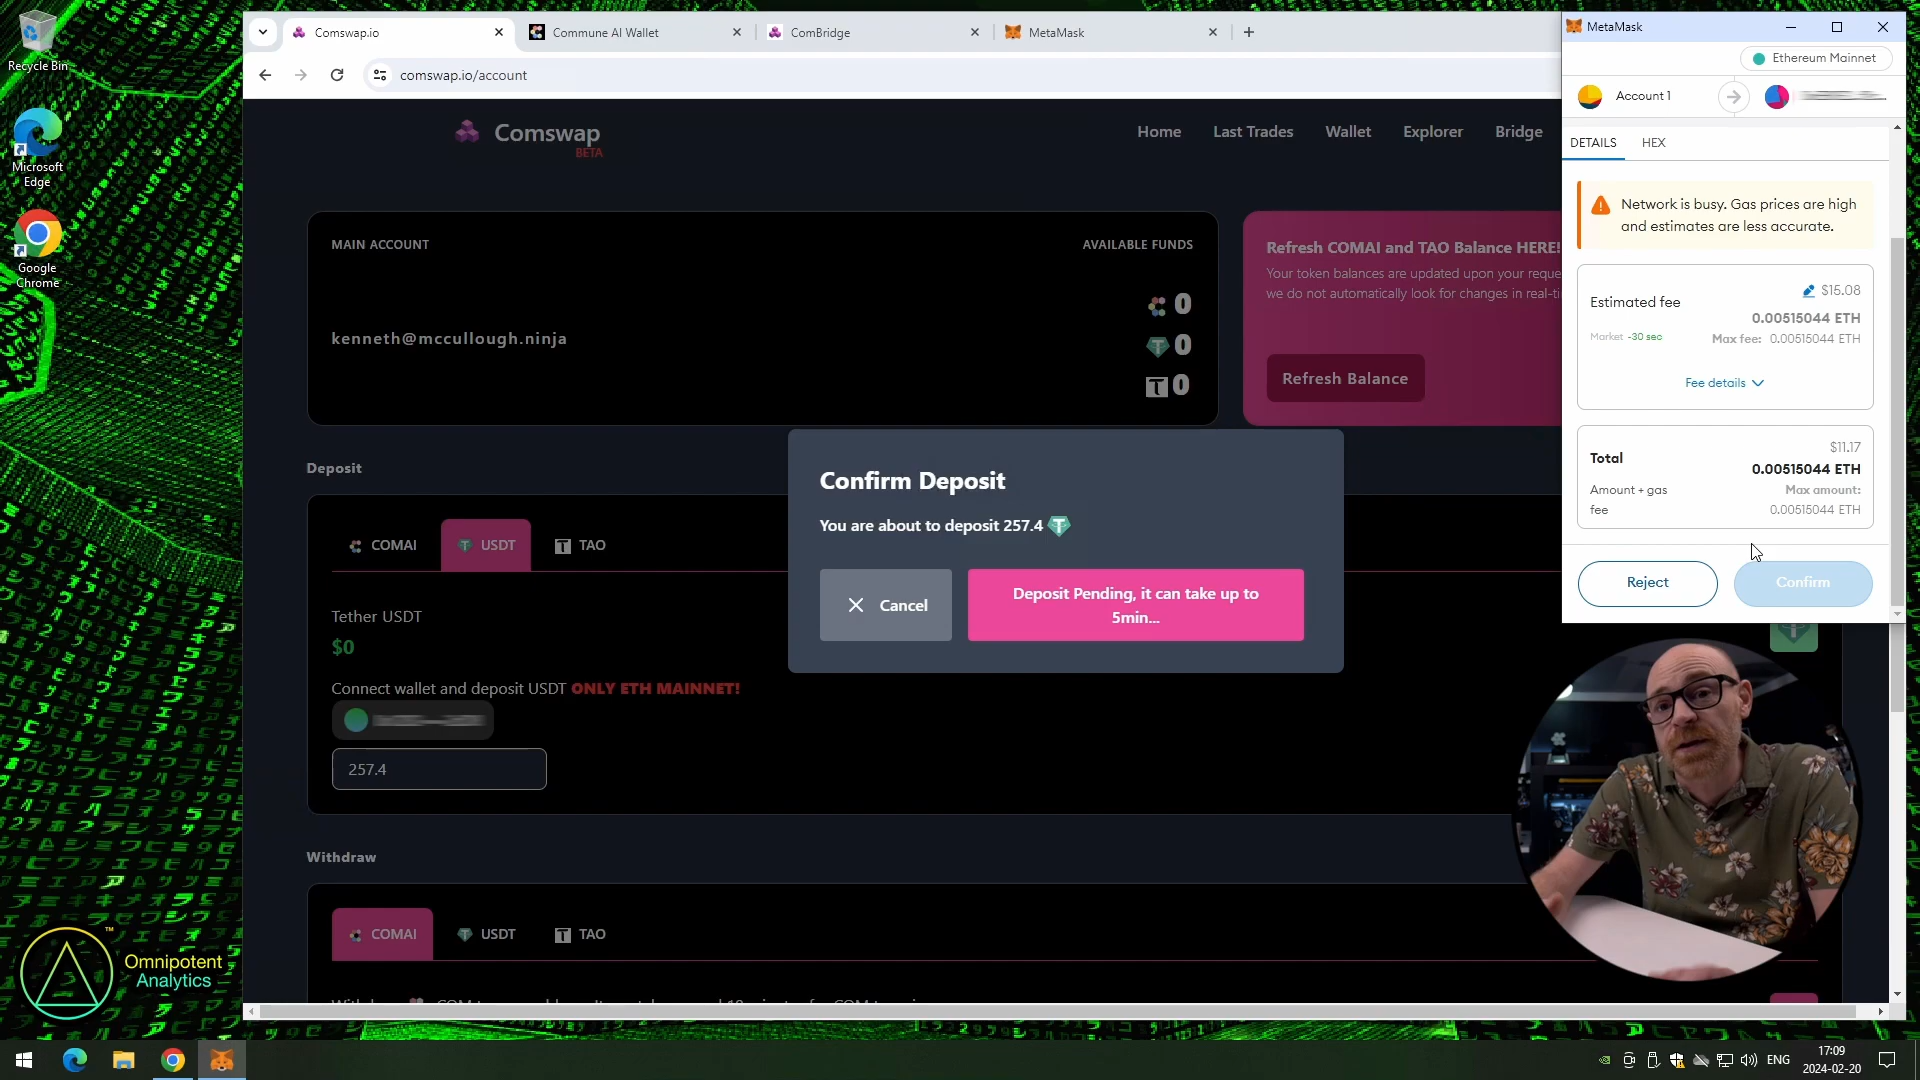 Recycle Bin
Microsoft
Edge
Google
Chrome
Comswap.io
Commune AI Wallet
ComBridge
MetaMask
comswap.io/account
Comswap
BETA
Home
Last Trades
Wallet
Explorer
Bridge
MAIN ACCOUNT
AVAILABLE FUNDS
0
kenneth@mccullough.ninja
0
T 0
Refresh COMAI and TAO Balance HERE!
Your token balances are updated upon your reque
we do not automatically look for changes in real-ti
Refresh Balance
Deposit
COMAI
USDT
TAO
Tether USDT
$0
Connect wallet and deposit USDT ONLY ETH MAINNET!
257.4
Confirm Deposit
You are about to deposit 257.4
Cancel
Deposit Pending, it can take up to
5min...
Withdraw
COMAI
USDT
TAO
MetaMask
Ethereum Mainnet
Account 1
DETAILS
HEX
Network is busy. Gas prices are high
and estimates are less accurate.
Estimated fee
$15.08
0.00515044 ETH
Market ~30 sec
Max fee: 0.00515044 ETH
Fee details
Total
$11.17
0.00515044 ETH
Amount + gas
fee
Max amount:
0.00515044 ETH
Reject
Confirm
Omnipotent
Analytics
TM
ENG
17:09
2024-02-20